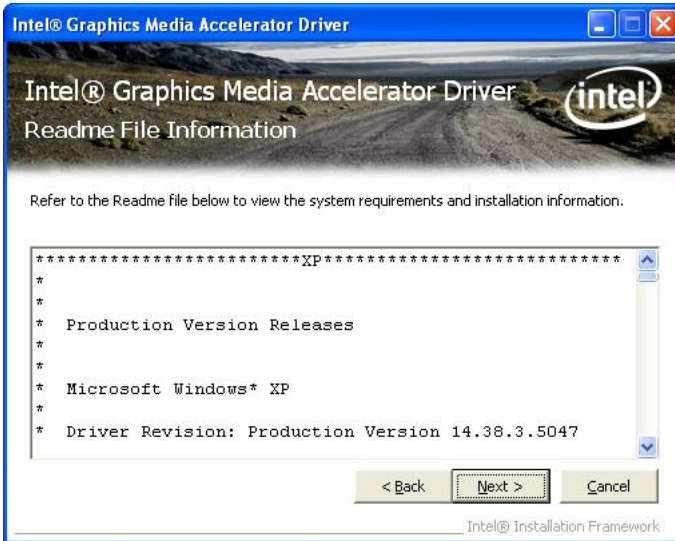 Intel® Graphics Media Accelerator Driver
Intel® Graphics Media Accelerator Driver
intel
Readme File Information
Refer to the Readme file below to view the system requirements and installation information.
*************************XP****************************
*
*
*  Production Version Releases
*
*
*  Microsoft Windows* XP
*
*  Driver Revision: Production Version 14.38.3.5047
< Back
Next >
Cancel
Intel® Installation Framework